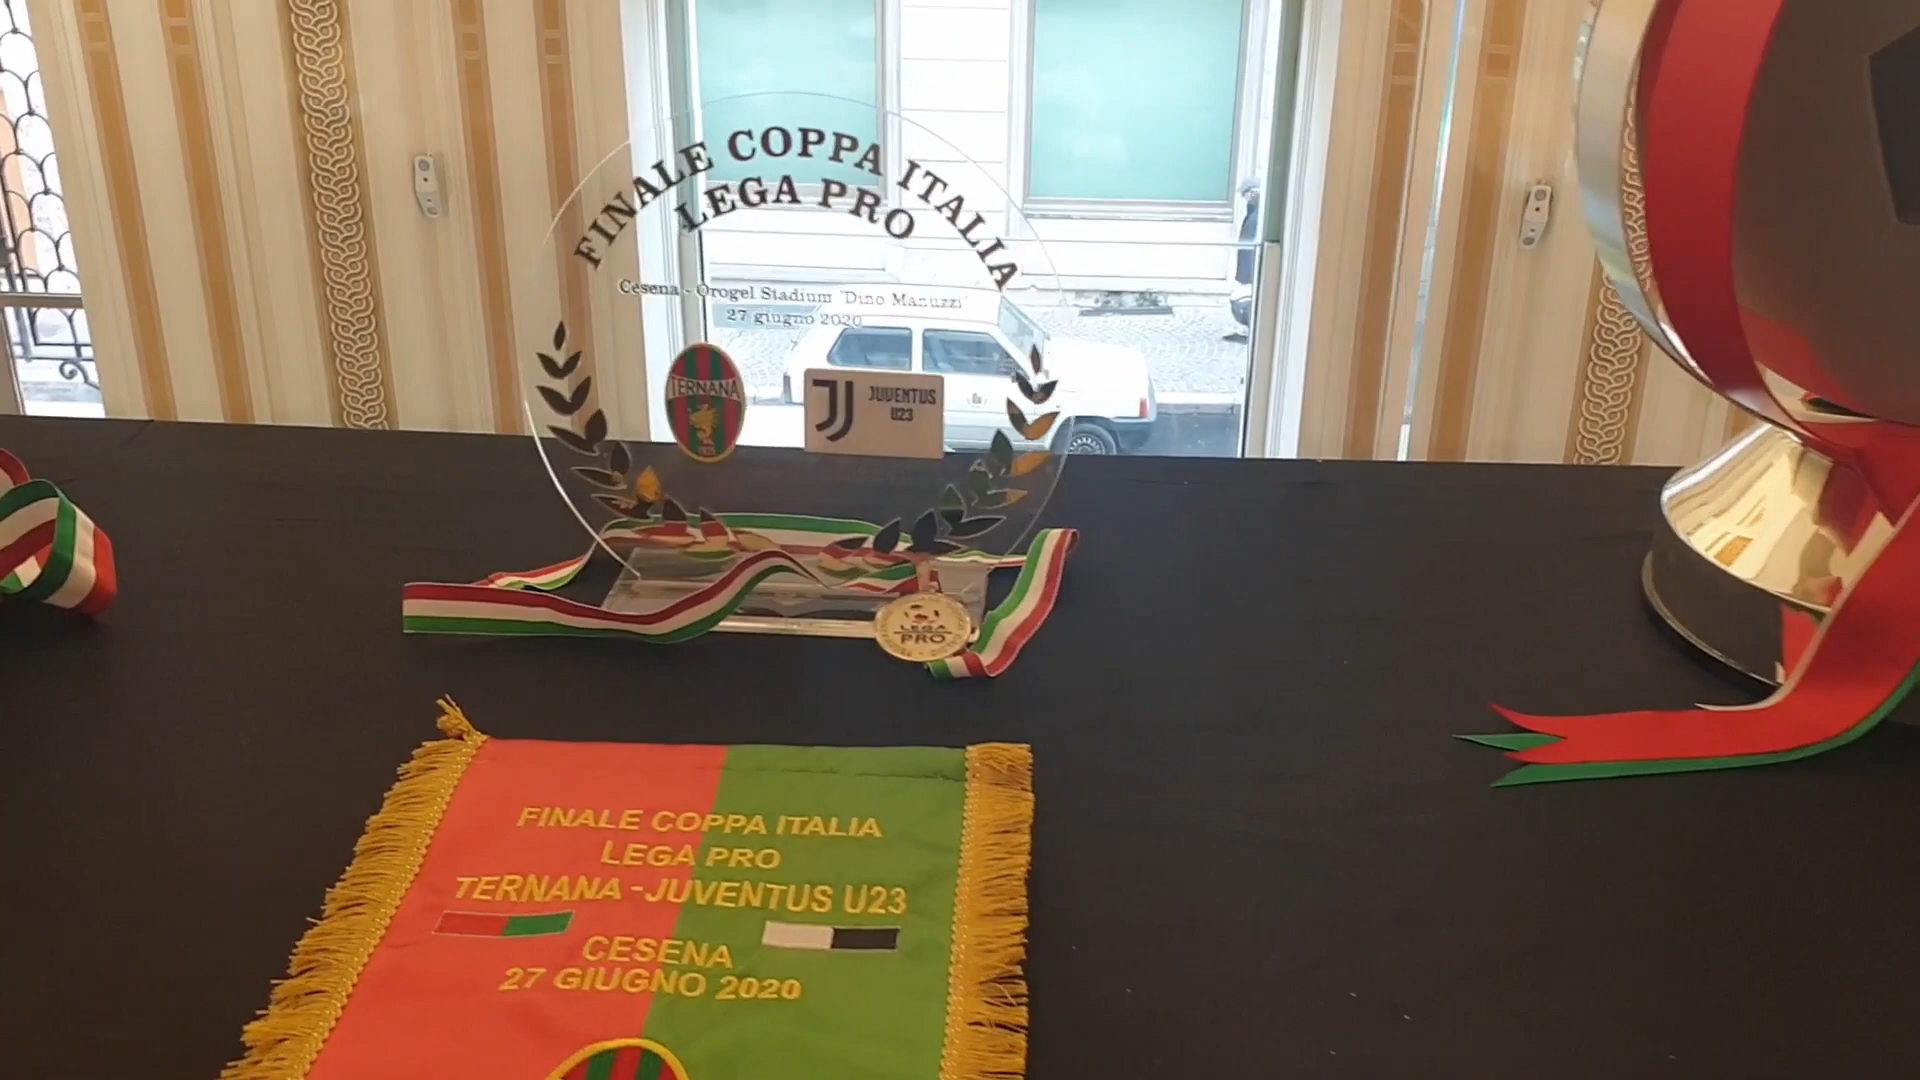 FINALE COPPA ITALIA
LEGA PRO
Cesena - Orogel Stadium "Dino Manuzzi"
27 giugno 2020
TERNANA
1925
JUVENTUS
U23
LEGA
PRO
FINALE COPPA ITALIA
LEGA PRO
TERNANA - JUVENTUS U23
CESENA
27 GIUGNO 2020